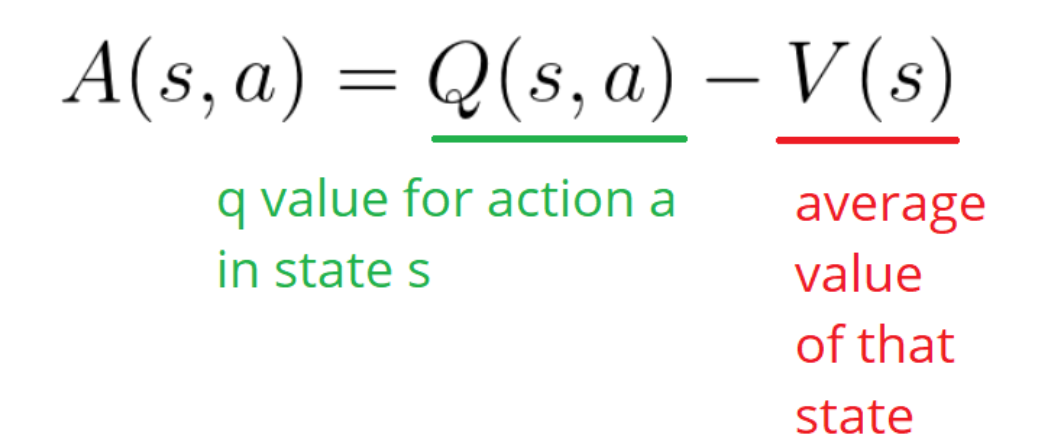 A(s, a) = Q(s, a) − V(s)
q value for action a
in state s
average
value
of that
state